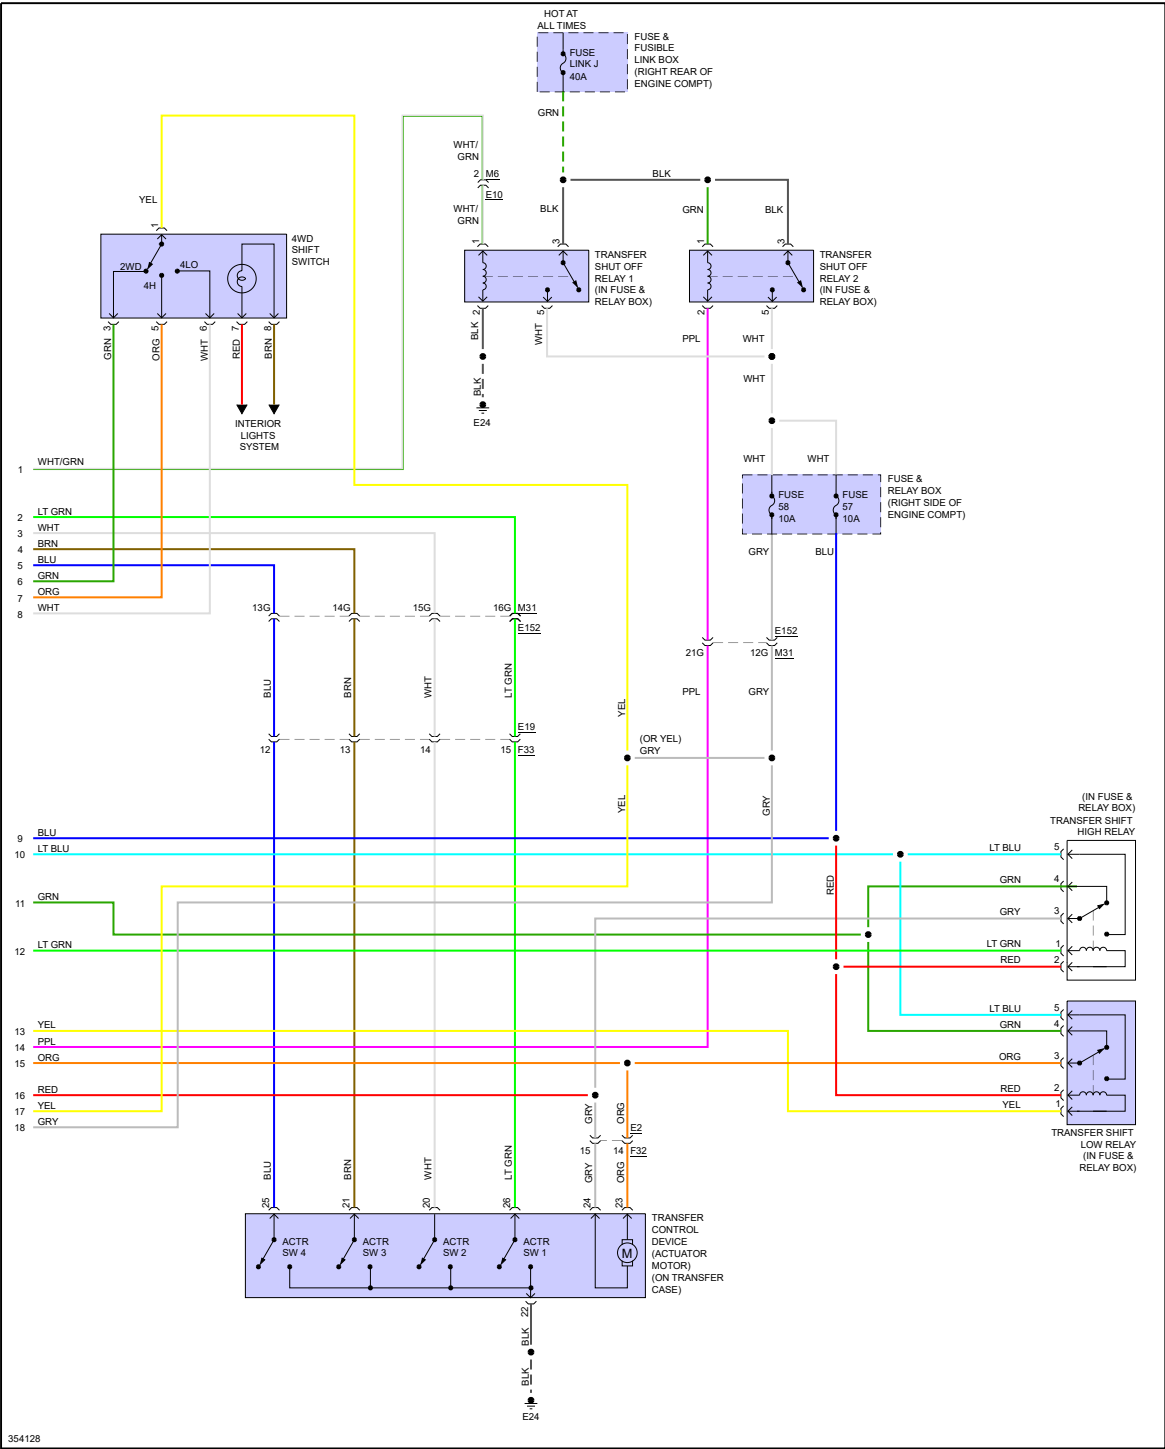 HOT AT
ALL TIMES
FUSE
LINK J
40A
FUSE &
FUSIBLE
LINK BOX
(RIGHT REAR OF
ENGINE COMPT)
GRN
WHT/
GRN
2 M6
E10
WHT/
GRN
BLK
BLK
GRN
BLK
YEL
1
4WD
SHIFT
SWITCH
2WD
4H
4LO
3
5
6
7
8
GRN
ORG
WHT
RED
BRN
INTERIOR
LIGHTS
SYSTEM
1
3
TRANSFER
SHUT OFF
RELAY 1
(IN FUSE &
RELAY BOX)
2
5
BLK
WHT
BLK
E24
1
3
TRANSFER
SHUT OFF
RELAY 2
(IN FUSE &
RELAY BOX)
2
5
PPL
WHT
WHT
WHT
WHT
FUSE
58
10A
FUSE
57
10A
FUSE &
RELAY BOX
(RIGHT SIDE OF
ENGINE COMPT)
GRY
BLU
1 WHT/GRN
2 LT GRN
3 WHT
4 BRN
5 BLU
6 GRN
7 ORG
8 WHT
13G
14G
15G
16G M31
E152
BLU
BRN
WHT
LT GRN
E19
12
13
14
15 F33
E152
21G
12G M31
PPL
GRY
YEL
(OR YEL)
GRY
YEL
GRY
9 BLU
10 LT BLU
11 GRN
12 LT GRN
13 YEL
14 PPL
15 ORG
16 RED
17 YEL
18 GRY
RED
(IN FUSE &
RELAY BOX)
TRANSFER SHIFT
HIGH RELAY
LT BLU 5
GRN 4
GRY 3
LT GRN 1
RED 2
LT BLU 5
GRN 4
ORG 3
RED 2
YEL 1
TRANSFER SHIFT
LOW RELAY
(IN FUSE &
RELAY BOX)
GRY
ORG
E2
15
14 F32
BLU
BRN
WHT
LT GRN
GRY
ORG
25
21
20
26
24
23
ACTR
SW 4
ACTR
SW 3
ACTR
SW 2
ACTR
SW 1
M
TRANSFER
CONTROL
DEVICE
(ACTUATOR
MOTOR)
(ON TRANSFER
CASE)
22
BLK
BLK
E24
354128